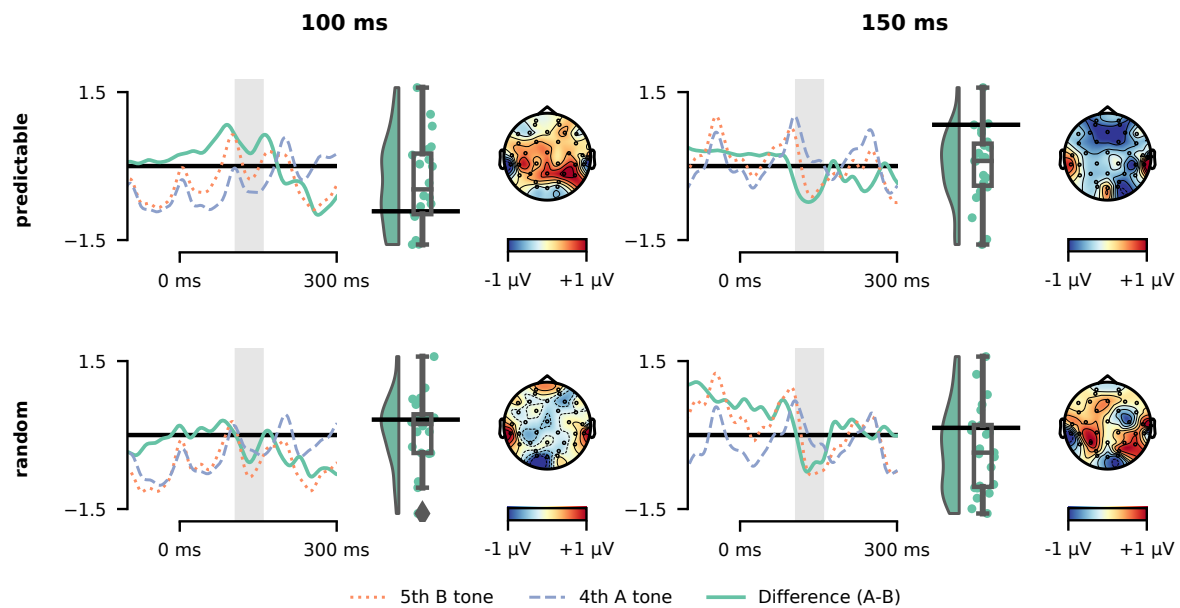 100 ms
150 ms
predictable
1.5
−1.5
0 ms
300 ms
-1 µV
+1 µV
1.5
−1.5
0 ms
300 ms
-1 µV
+1 µV
random
1.5
−1.5
0 ms
300 ms
-1 µV
+1 µV
1.5
−1.5
0 ms
300 ms
-1 µV
+1 µV
5th B tone
4th A tone
Difference (A-B)